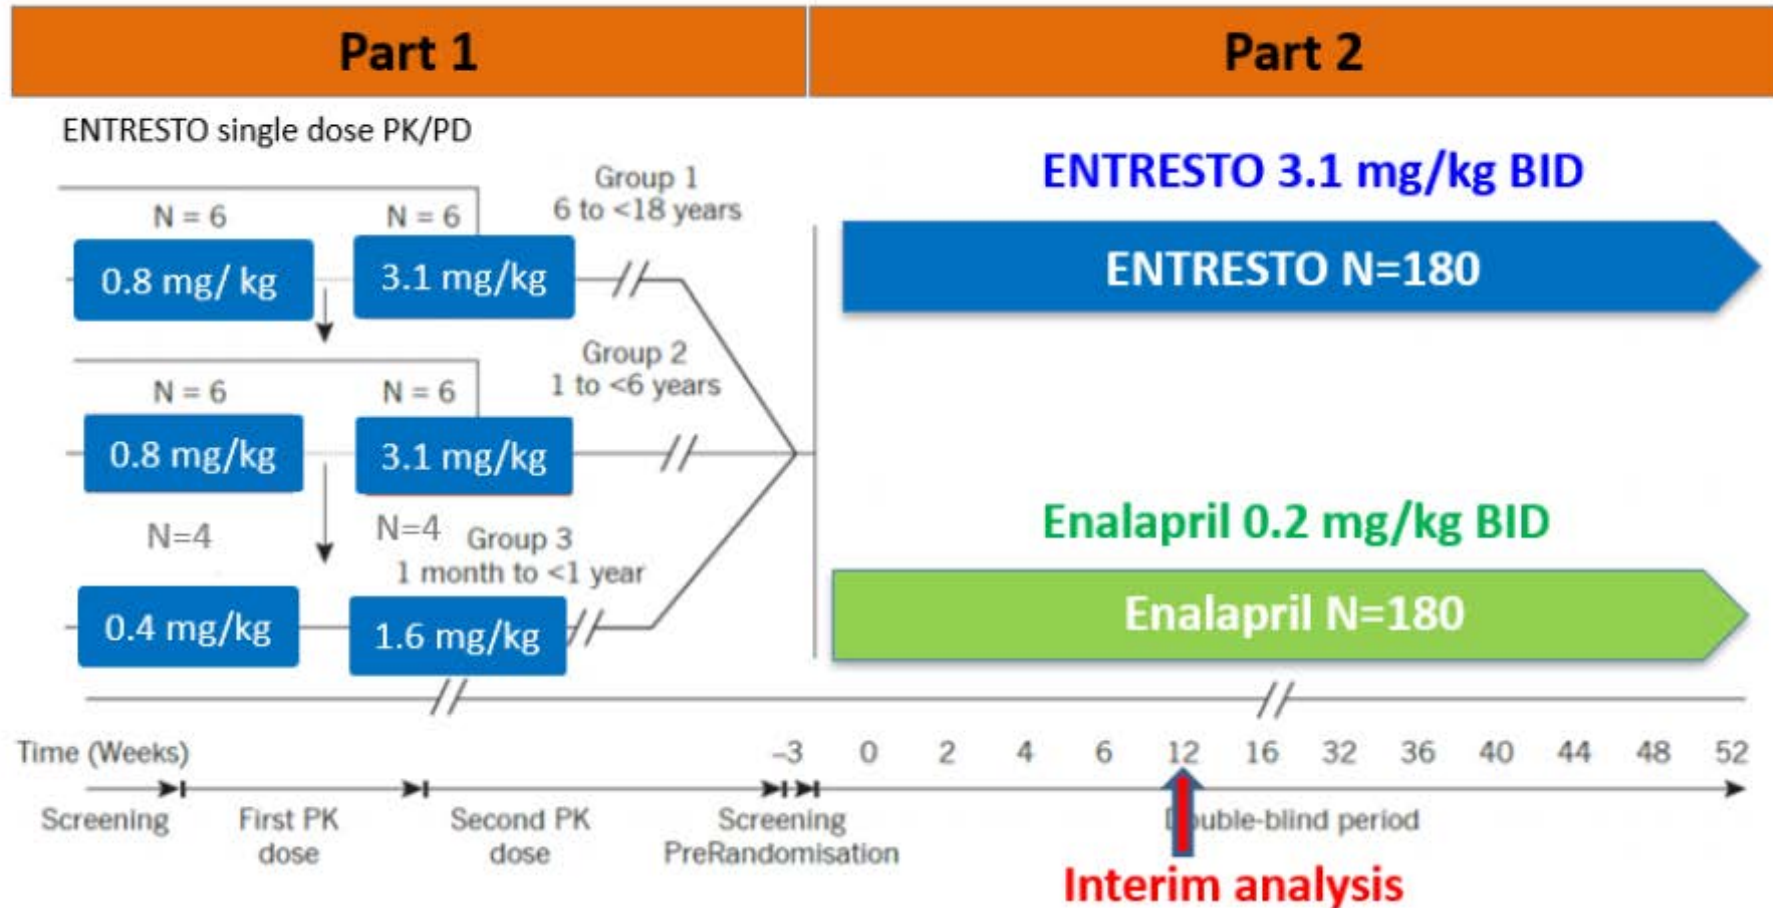 Part 1
Part 2
ENTRESTO single dose PK/PD
N = 6
N = 6
Group 1
6 to <18 years
0.8 mg/ kg
3.1 mg/kg
N = 6
N = 6
Group 2
1 to <6 years
0.8 mg/kg
3.1 mg/kg
N=4
N=4
Group 3
1 month to <1 year
0.4 mg/kg
1.6 mg/kg
ENTRESTO 3.1 mg/kg BID
ENTRESTO N=180
Enalapril 0.2 mg/kg BID
Enalapril N=180
Time (Weeks)
–3 0 2 4 6 12 16 32 36 40 44 48 52
Screening
First PK
dose
Second PK
dose
Screening
PreRandomisation
Double-blind period
Interim analysis